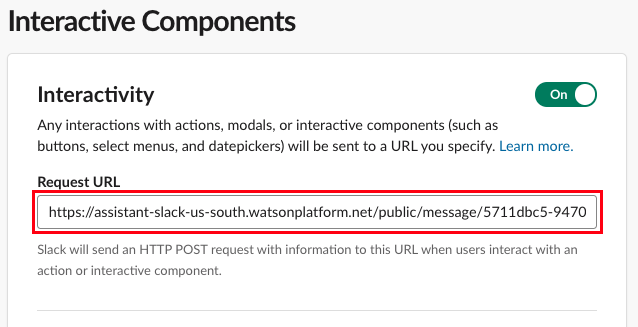 Interactive Components
Interactivity
On
Any interactions with actions, modals, or interactive components (such as
buttons, select menus, and datepickers) will be sent to a URL you specify. Learn more.
Request URL
https://assistant-slack-us-south.watsonplatform.net/public/message/5711dbc5-9470
Slack will send an HTTP POST request with information to this URL when users interact with an
action or interactive component.